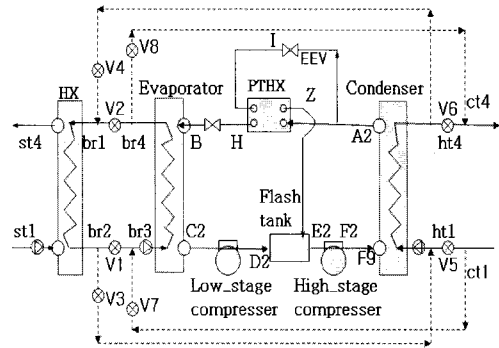 V8
I
V4
EEV
HX
Evaporator
PTHX
Z
Condenser
ct4
V2
V6
st4
br1
br4
B
H
A2
ht4
Flash
tank
st1
br2
br3
C2
E2
F2
ht1
V1
D2
F9
V5
ct1
V3
V7
Low_stage
compresser
High_stage
compresser